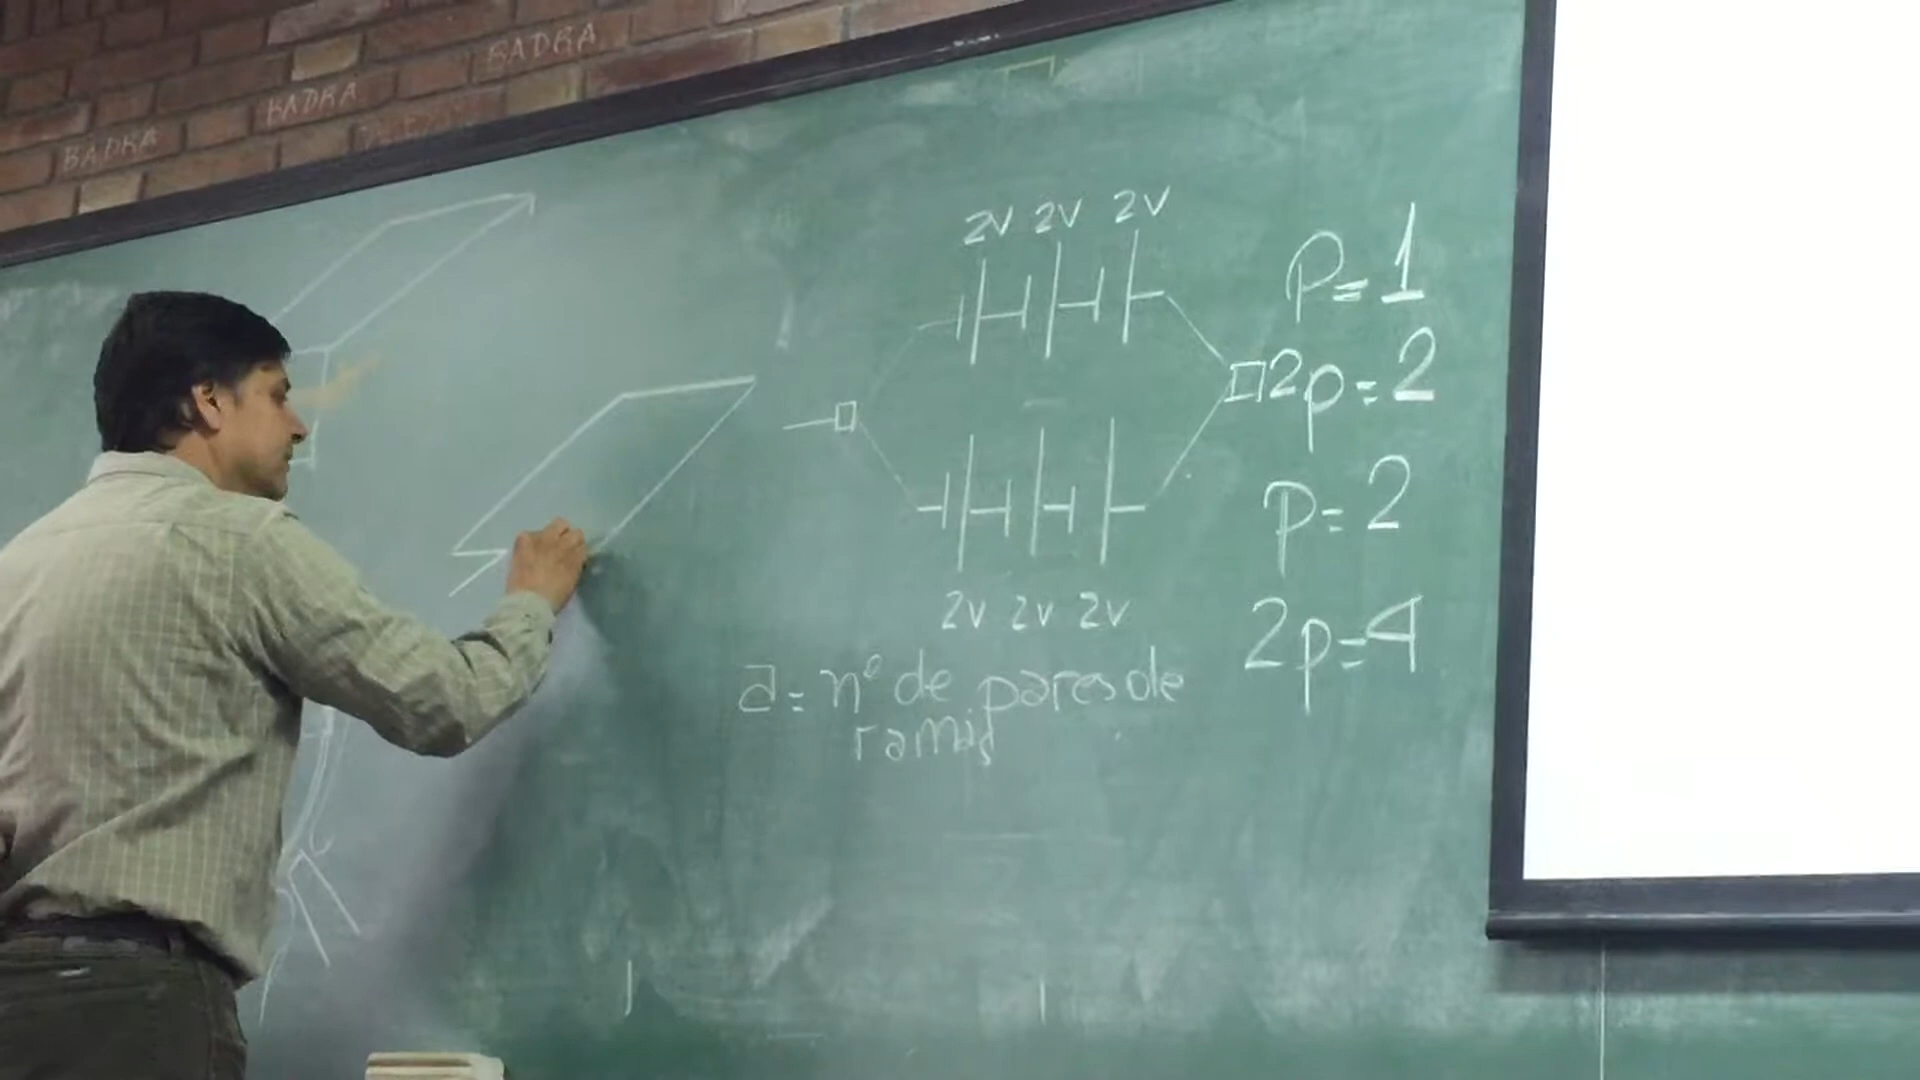 BADRA
BADRA
BADRA
2V 2V 2V
P=1
2p=2
p=2
2V 2V 2V
2p=4
a=nº de pares de
ramas